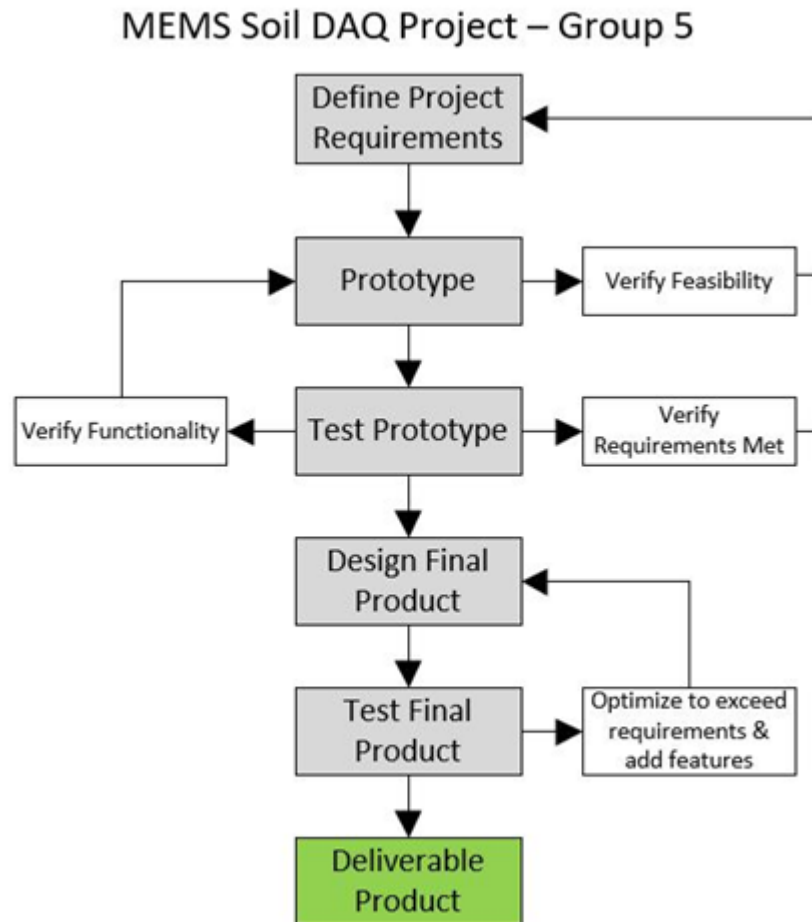 MEMS Soil DAQ Project – Group 5
Define Project
Requirements
Prototype
Verify Feasibility
Verify Functionality
Test Prototype
Verify
Requirements Met
Design Final
Product
Test Final
Product
Optimize to exceed
requirements &
add features
Deliverable
Product